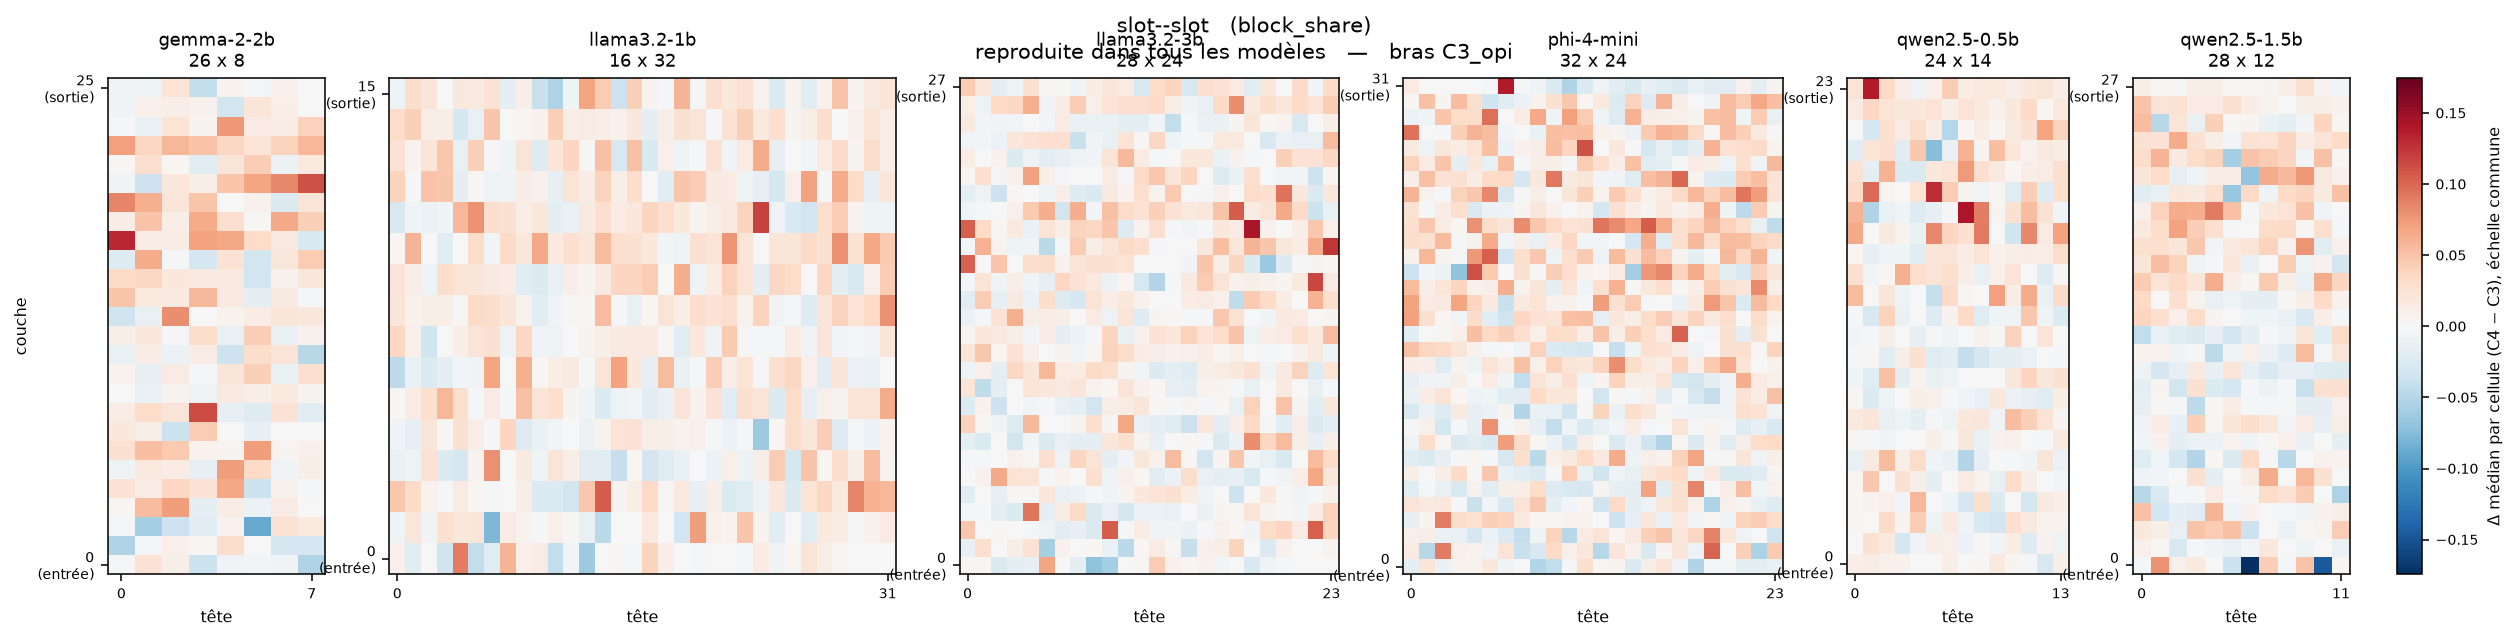 slot--slot (block_share)
reproduite dans tous les modèles — bras C3_opi
gemma-2-2b
26 x 8
llama3.2-1b
16 x 32
llama3.2-3b
28 x 24
phi-4-mini
32 x 24
qwen2.5-0.5b
24 x 14
qwen2.5-1.5b
28 x 12
couche
25
(sortie)
0
(entrée)
0
7
tête
15
(sortie)
0
(entrée)
0
31
tête
27
(sortie)
0
(entrée)
0
23
tête
31
(sortie)
0
(entrée)
0
23
tête
23
(sortie)
0
(entrée)
0
13
tête
27
(sortie)
0
(entrée)
0
11
tête
0.15
0.10
0.05
0.00
−0.05
−0.10
−0.15
Δ médian par cellule (C4 − C3), échelle commune